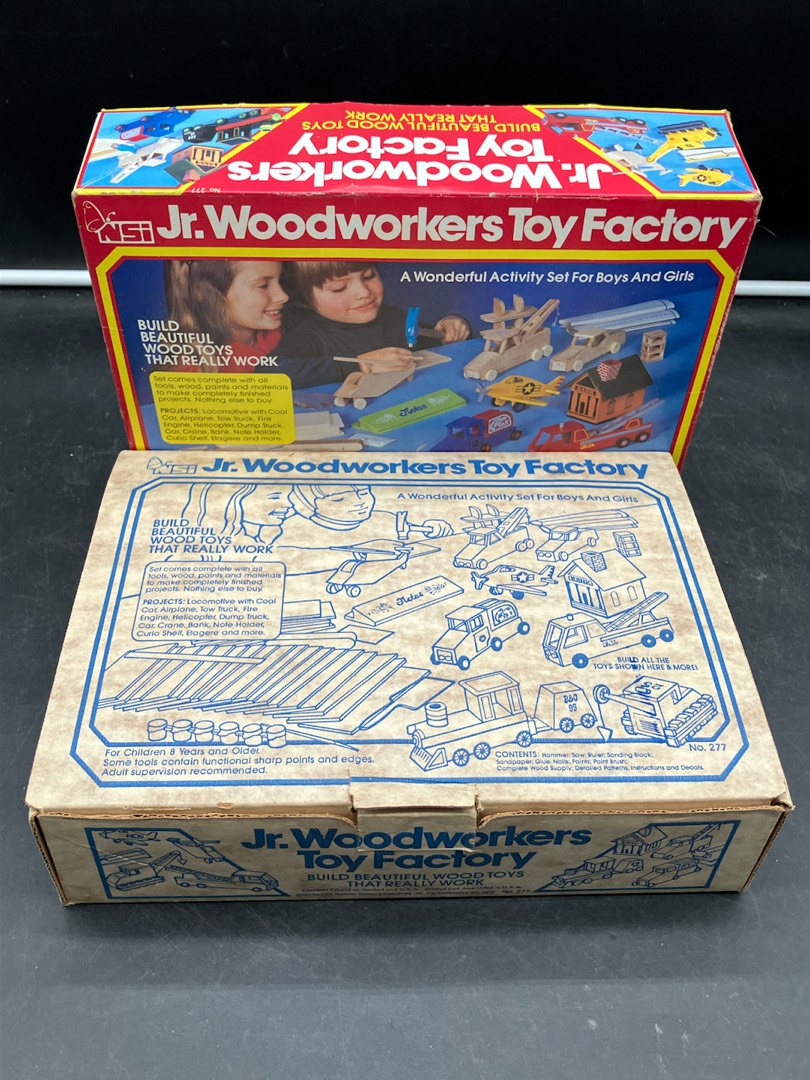 BUILD BEAUTIFUL WOOD TOYS
THAT REALLY WORK
Jr. Woodworkers
Toy Factory
No. 277
NSi Jr. Woodworkers Toy Factory
A Wonderful Activity Set For Boys And Girls
BUILD
BEAUTIFUL
WOOD TOYS
THAT REALLY WORK
Set comes complete with all
tools, wood, paints and materials
to make completely finished
projects. Nothing else to buy.
PROJECTS: Locomotive with Coal
Car, Airplane, Tow Truck, Fire
Engine, Helicopter, Dump Truck,
Car, Crane, Bank, Note Holder,
Curio Shelf, Etagere and more.
Notes
BANK
NSi Jr. Woodworkers Toy Factory
A Wonderful Activity Set For Boys And Girls
BUILD
BEAUTIFUL
WOOD TOYS
THAT REALLY WORK
Set comes complete with all
tools, wood, paints and materials
to make completely finished
projects. Nothing else to buy.
PROJECTS: Locomotive with Coal
Car, Airplane, Tow Truck, Fire
Engine, Helicopter, Dump Truck,
Car, Crane, Bank, Note Holder,
Curio Shelf, Etagere and more.
Notes
BANK
BUILD ALL THE
TOYS SHOWN HERE & MORE!
No. 277
For Children 8 Years and Older.
Some tools contain functional sharp points and edges.
Adult supervision recommended.
CONTENTS: Hammer; Saw; Ruler; Sanding Block;
Sandpaper; Glue; Nails; Paints; Paint Brush;
Complete Wood Supply; Detailed Patterns, Instructions and Decals.
Jr. Woodworkers
Toy Factory
BUILD BEAUTIFUL WOOD TOYS
THAT REALLY WORK
No. 277